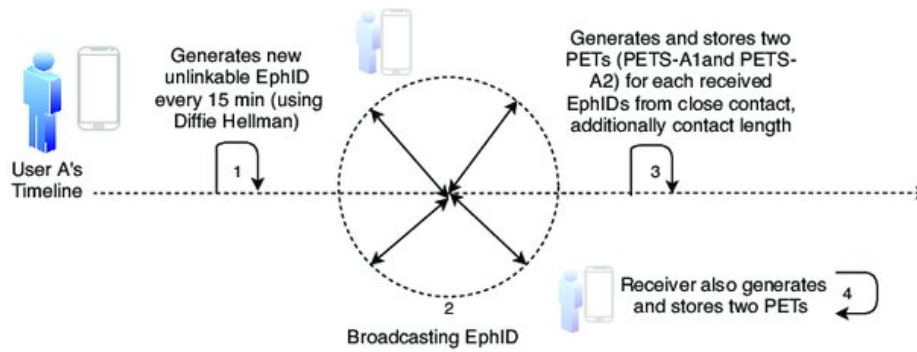 User A's
Timeline
Generates new
unlinkable EphID
every 15 min (using
Diffie Hellman)
1
2
Broadcasting EphID
Generates and stores two
PETs (PETS-A1and PETS-
A2) for each received
EphIDs from close contact,
additionally contact length
3
Receiver also generates
and stores two PETs
4